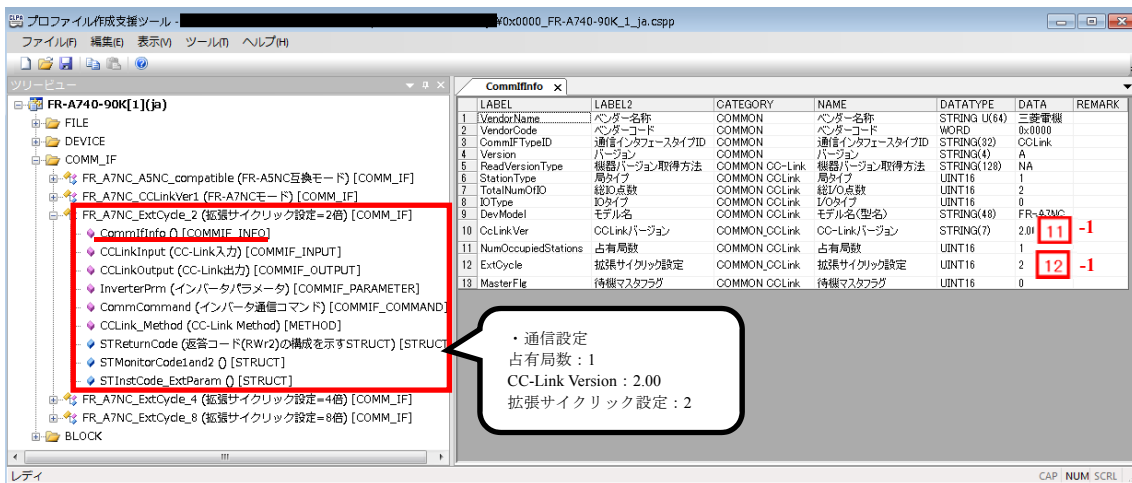 プロファイル作成支援ツール - ¥0x0000_FR-A740-90K_1_ja.cspp
ファイル(F) 編集(E) 表示(V) ツール(T) ヘルプ(H)
ツリービュー
FR-A740-90K[1](ja)
FILE
DEVICE
COMM_IF
FR_A7NC_A5NC_compatible (FR-A5NC互換モード) [COMM_IF]
FR_A7NC_CCLinkVer1 (FR-A7NCモード) [COMM_IF]
FR_A7NC_ExtCycle_2 (拡張サイクリック設定=2倍) [COMM_IF]
CommIfInfo () [COMMIF_INFO]
CCLinkInput (CC-Link入力) [COMMIF_INPUT]
CCLinkOutput (CC-Link出力) [COMMIF_OUTPUT]
InverterPrm (インバータパラメータ) [COMMIF_PARAMETER]
CommCommand (インバータ通信コマンド) [COMMIF_COMMAND]
CCLink_Method (CC-Link Method) [METHOD]
STReturnCode (返答コード(RWr2)の構成を示すSTRUCT) [STRUCT
STMonitorCode1and2 () [STRUCT]
STInstCode_ExtParam () [STRUCT]
FR_A7NC_ExtCycle_4 (拡張サイクリック設定=4倍) [COMM_IF]
FR_A7NC_ExtCycle_8 (拡張サイクリック設定=8倍) [COMM_IF]
BLOCK
CommIfInfo x
LABEL LABEL2 CATEGORY NAME DATATYPE DATA REMARK
1 VendorName ベンダー名称 COMMON ベンダー名称 STRING U(64) 三菱電機
2 VendorCode ベンダーコード COMMON ベンダーコード WORD 0x0000
3 CommIFTypeID 通信インタフェースタイプID COMMON 通信インタフェースタイプID STRING(32) CCLink
4 Version バージョン COMMON バージョン STRING(4) A
5 ReadVersionType 機器バージョン取得方法 COMMON CC-Link 機器バージョン取得方法 STRING(128) NA
6 StationType 局タイプ COMMON CCLink 局タイプ UINT16 1
7 TotalNumOfIO 総IO点数 COMMON CCLink 総I/O点数 UINT16 2
8 IOType IOタイプ COMMON CCLink I/Oタイプ UINT16 0
9 DevModel モデル名 COMMON CCLink モデル名(型名) STRING(48) FR-A7NC
10 CcLinkVer CCLinkバージョン COMMON_CCLink CC-Linkバージョン STRING(7) 2.0 11 -1
11 NumOccupiedStations 占有局数 COMMON_CCLink 占有局数 UINT16 1
12 ExtCycle 拡張サイクリック設定 COMMON_CCLink 拡張サイクリック設定 UINT16 2 12 -1
13 MasterFlg 待機マスタフラグ COMMON CCLink 待機マスタフラグ UINT16 0
・通信設定
占有局数：1
CC-Link Version：2.00
拡張サイクリック設定：2
レディ
CAP NUM SCRL